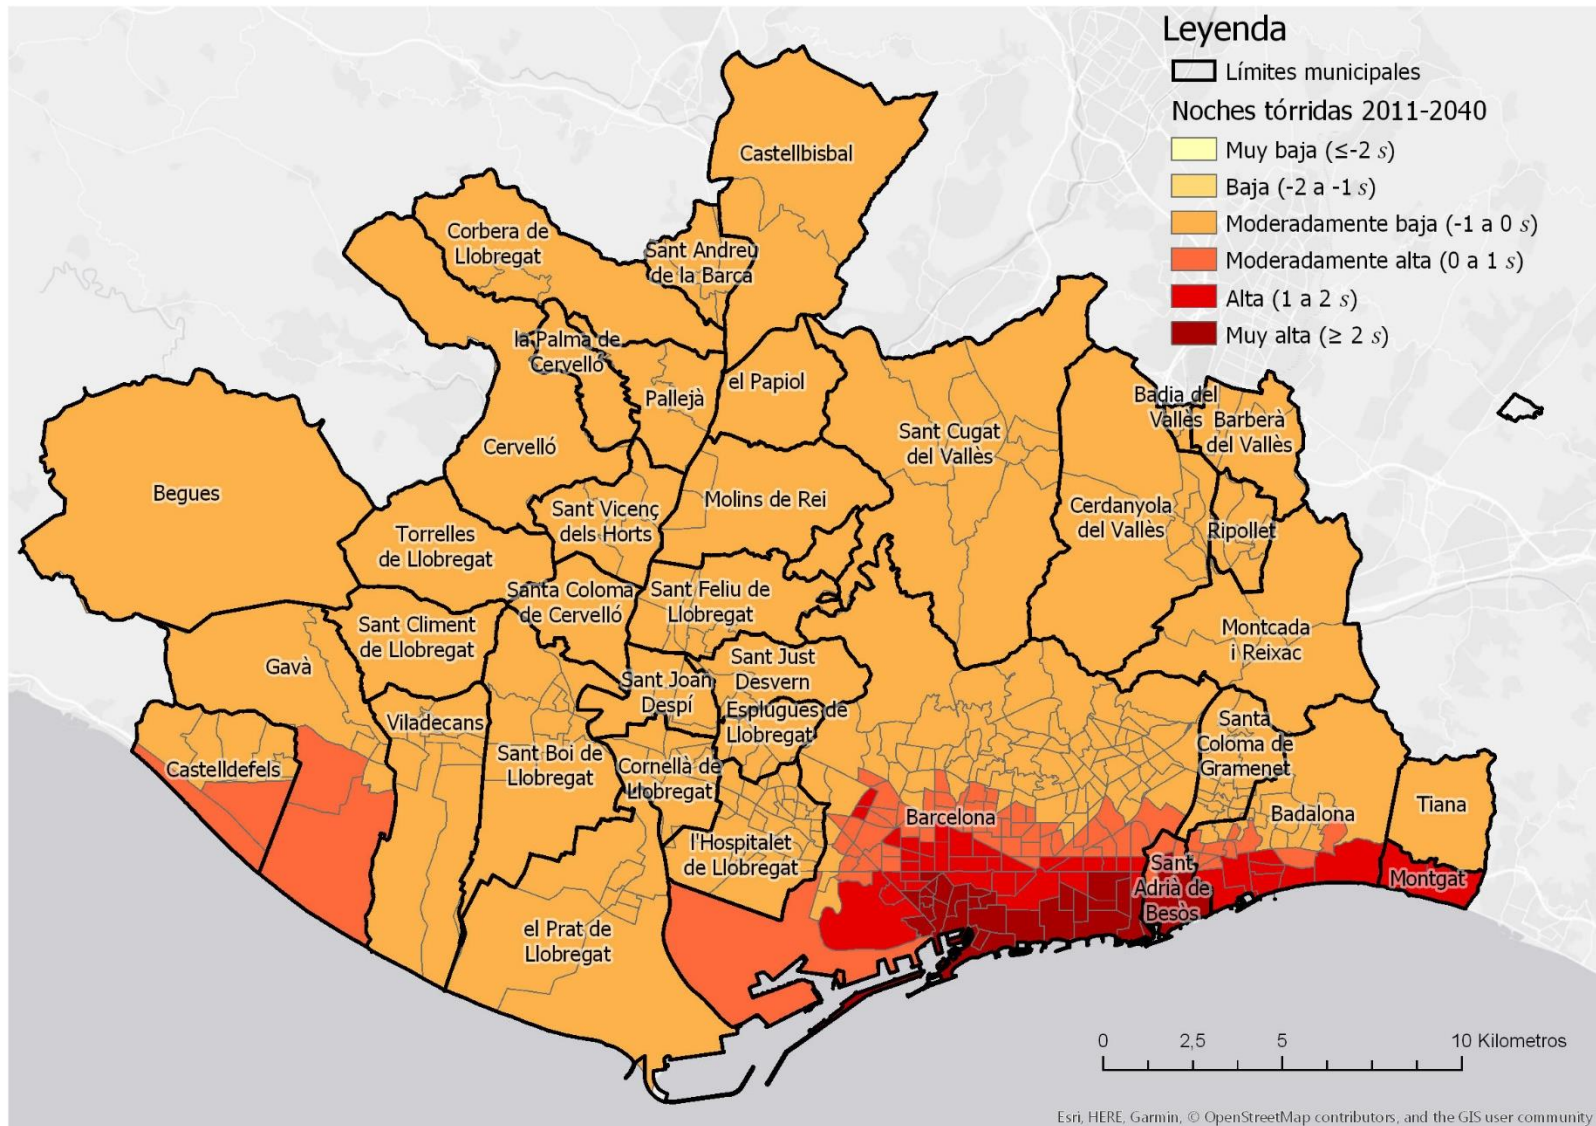 Leyenda
Límites municipales
Noches tórridas 2011-2040
Muy baja (≤-2 s)
Baja (-2 a -1 s)
Moderadamente baja (-1 a 0 s)
Moderadamente alta (0 a 1 s)
Alta (1 a 2 s)
Muy alta (≥ 2 s)
Castellbisbal
Corbera de
Llobregat
Sant Andreu
de la Barca
la Palma de
Cervelló
Pallejà
el Papiol
Badia del
Vallès
Barberà
del Vallès
Sant Cugat
del Vallès
Cervelló
Begues
Molins de Rei
Sant Vicenç
dels Horts
Cerdanyola
del Vallès
Ripollet
Torrelles
de Llobregat
Santa Coloma
de Cervelló
Sant Feliu de
Llobregat
Sant Climent
de Llobregat
Montcada
i Reixac
Gavà
Sant Just
Desvern
Sant Joan
Despí
Esplugues de
Llobregat
Viladecans
Santa
Coloma de
Gramenet
Sant Boi de
Llobregat
Castelldefels
Cornellà de
Llobregat
Tiana
Barcelona
Badalona
l'Hospitalet
de Llobregat
Sant
Adrià de
Besòs
Montgat
el Prat de
Llobregat
0 2,5 5 10 Kilometros
Esri, HERE, Garmin, © OpenStreetMap contributors, and the GIS user community